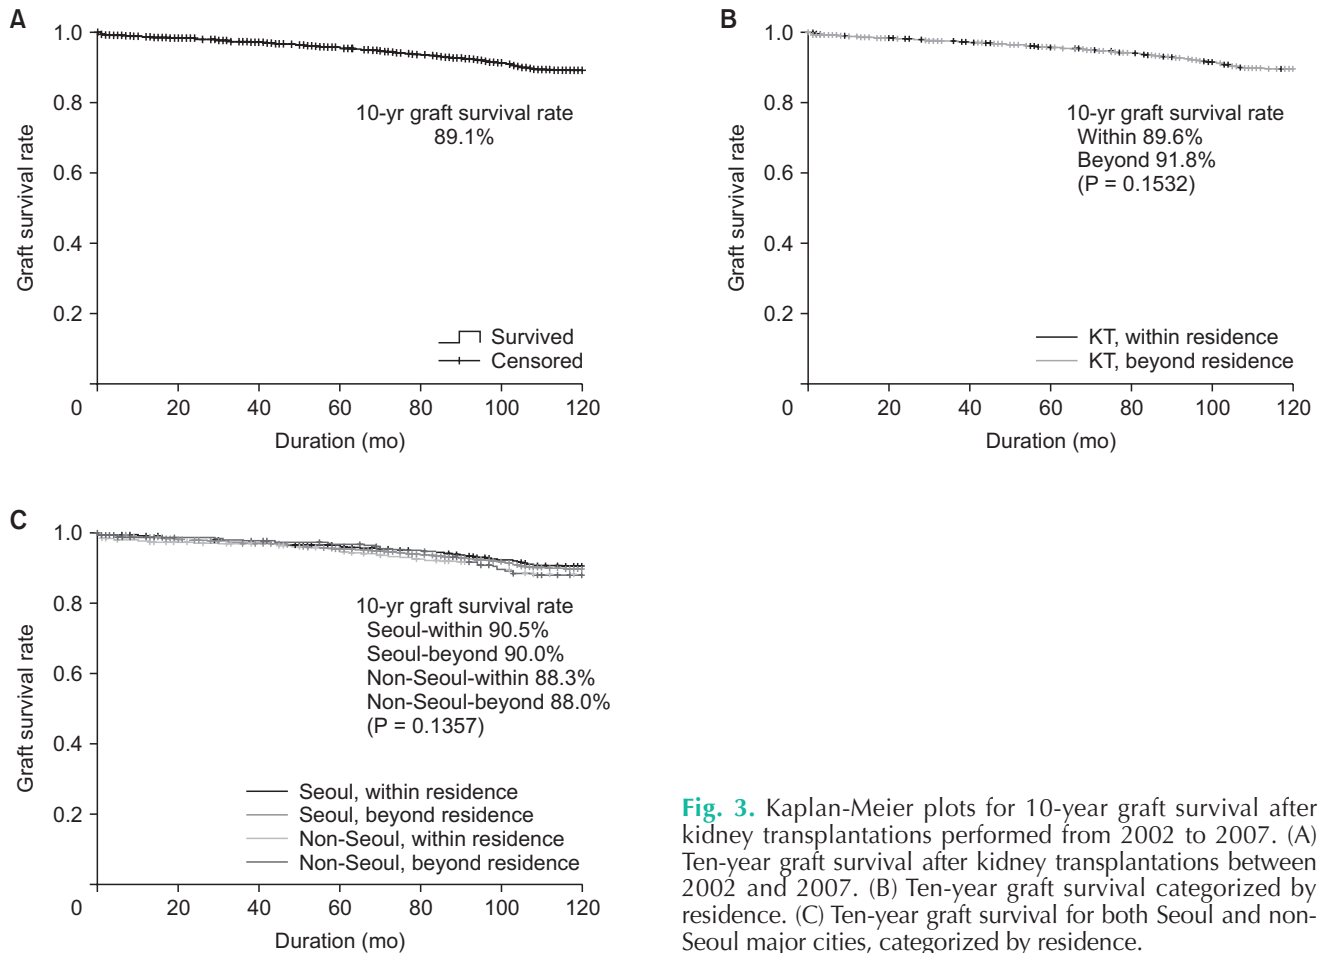 A
1.0
0.8
0.6
0.4
0.2
Graft survival rate
10-yr graft survival rate
89.1%
Survived
Censored
0 20 40 60 80 100 120
Duration (mo)
B
1.0
0.8
0.6
0.4
0.2
Graft survival rate
10-yr graft survival rate
Within 89.6%
Beyond 91.8%
(P = 0.1532)
KT, within residence
KT, beyond residence
0 20 40 60 80 100 120
Duration (mo)
C
1.0
0.8
0.6
0.4
0.2
Graft survival rate
10-yr graft survival rate
Seoul-within 90.5%
Seoul-beyond 90.0%
Non-Seoul-within 88.3%
Non-Seoul-beyond 88.0%
(P = 0.1357)
Seoul, within residence
Seoul, beyond residence
Non-Seoul, within residence
Non-Seoul, beyond residence
0 20 40 60 80 100 120
Duration (mo)
Fig. 3. Kaplan-Meier plots for 10-year graft survival after
kidney transplantations performed from 2002 to 2007. (A)
Ten-year graft survival after kidney transplantations between
2002 and 2007. (B) Ten-year graft survival categorized by
residence. (C) Ten-year graft survival for both Seoul and non-
Seoul major cities, categorized by residence.